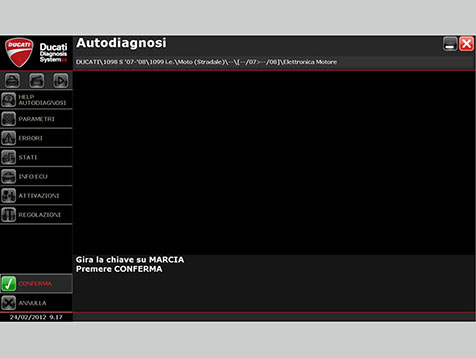 DUCATI
Ducati
Diagnosis
System
Autodiagnosi
DUCATI\1098 S '07-'08\1099 i.e.\Moto (Stradale)\--\[--/07>--/08]\Elettronica Motore
HELP
AUTODIAGNOSI
PARAMETRI
ERRORI
STATI
INFO ECU
ATTIVAZIONI
REGOLAZIONI
Gira la chiave su MARCIA
Premere CONFERMA
CONFERMA
ANNULLA
24/02/2012 9.17